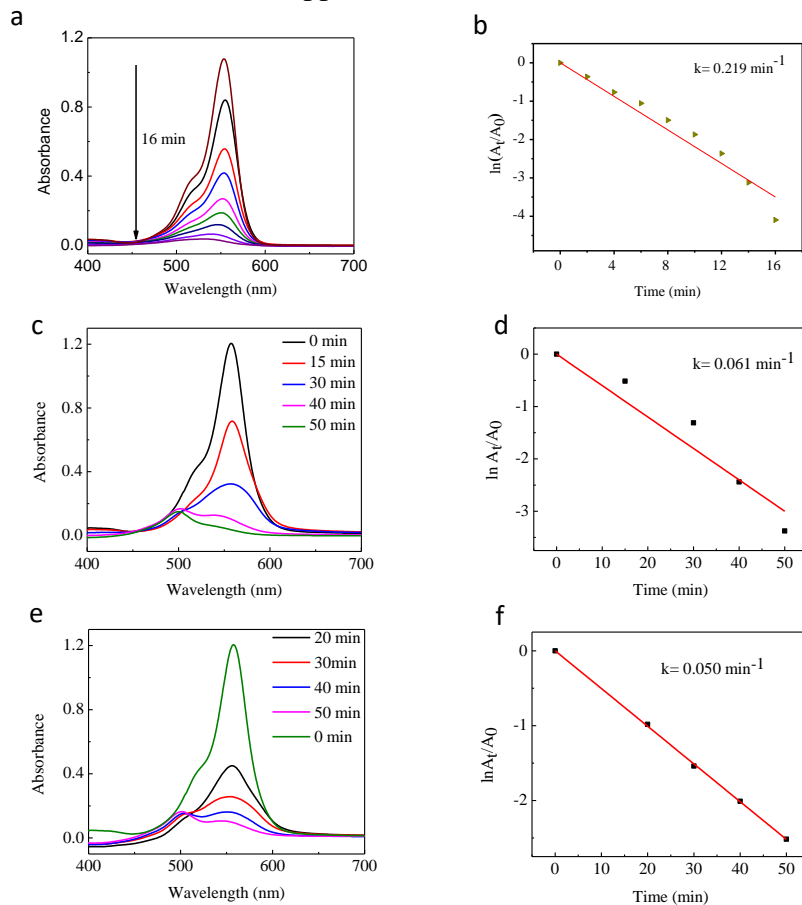 a
Absorbance
1.2
0.8
0.4
0.0
16 min
400 500 600 700
Wavelength (nm)
b
ln(A_t/A_0)
0
-1
-2
-3
-4
k= 0.219 min^-1
0 4 8 12 16
Time (min)
c
Absorbance
1.2
0.8
0.4
0.0
0 min
15 min
30 min
40 min
50 min
400 500 600 700
Wavelength (nm)
d
ln A_t/A_0
0
-1
-2
-3
k= 0.061 min^-1
0 10 20 30 40 50
Time (min)
e
Absorbance
1.2
0.8
0.4
0.0
20 min
30min
40 min
50 min
0 min
400 500 600 700
Wavelength (nm)
f
lnA_t/A_0
0
-1
-2
k= 0.050 min^-1
0 10 20 30 40 50
Time (min)